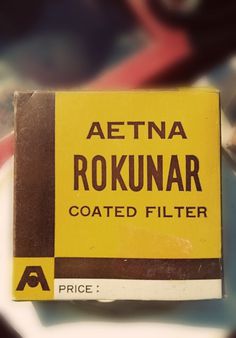 AETNA
ROKUNAR
COATED FILTER
A
PRICE :